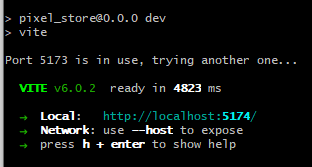 > pixel_store@0.0.0 dev
> vite
Port 5173 is in use, trying another one...
VITE v6.0.2  ready in 4823 ms
→  Local:   http://localhost:5174/
→  Network: use --host to expose
→  press h + enter to show help